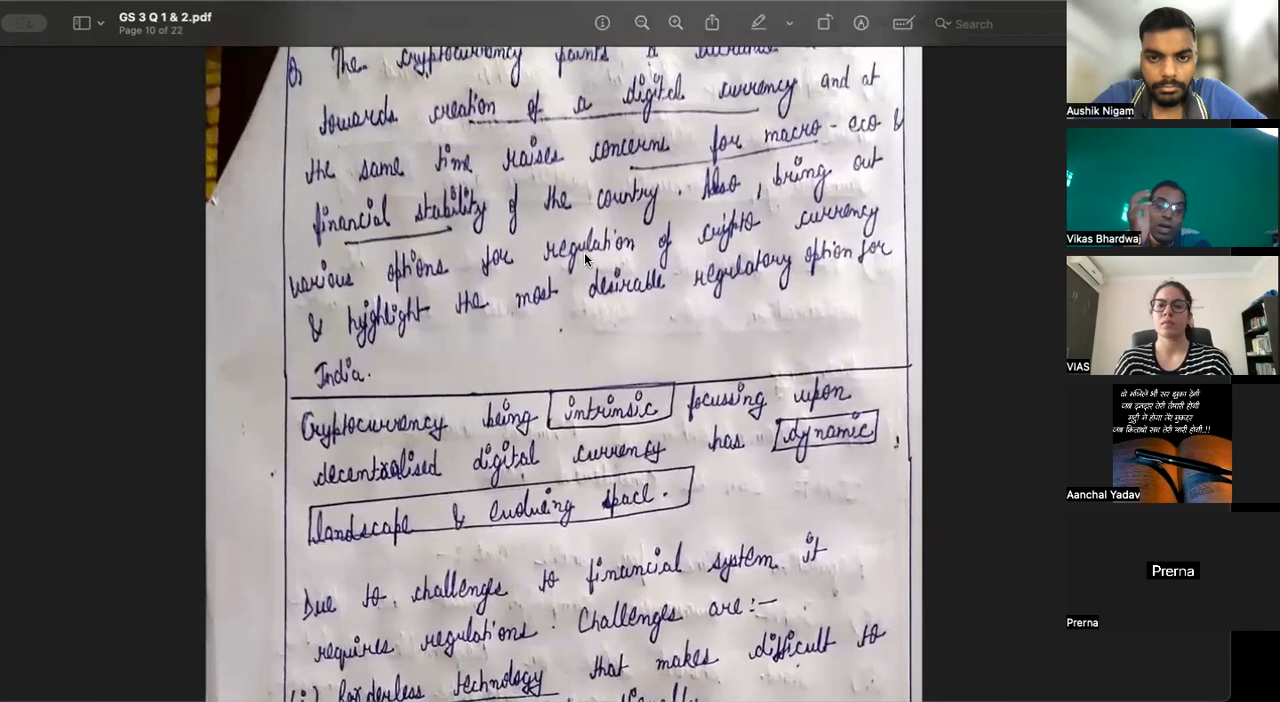 GS 3 Q 1 & 2.pdf
Page 10 of 22
Search
The cryptocurrency points a
towards creation of a digital currency and at
the same time raises concerns for macro-eco &
financial stability of the country. Also, bring out
various options for regulation of crypto currency
& highlight the most desirable regulatory option for
India.
Cryptocurrency being intrinsic focussing upon
decentralised digital currency has dynamic
landscape & evolving space.
Due to challenges to financial system it
requires regulations. Challenges are:-
(i) Borderless technology that makes difficult to
Aushik Nigam
Vikas Bhardwaj
VIAS
Aanchal Yadav
Prerna
Prerna